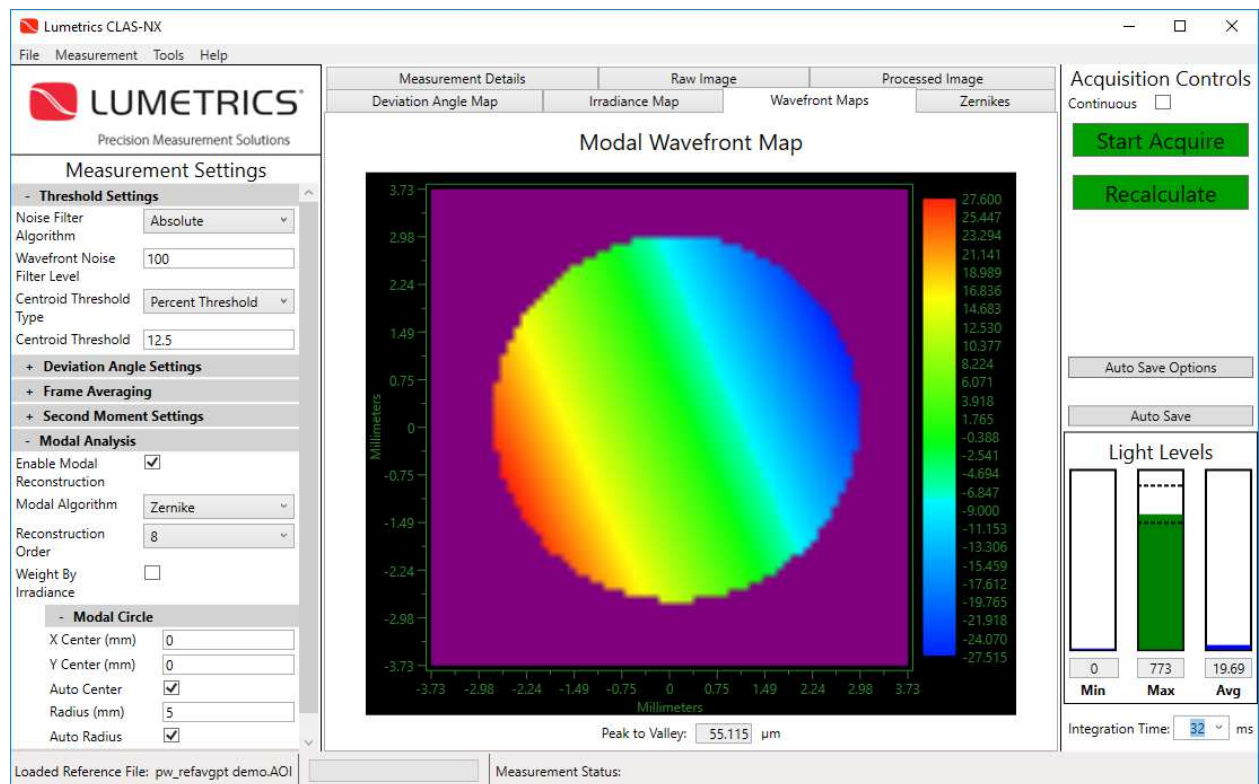 Lumetrics CLAS-NX
File Measurement Tools Help
LUMETRICS
Precision Measurement Solutions
Measurement Settings
- Threshold Settings
Noise Filter
Algorithm
Absolute
Wavefront Noise
Filter Level
100
Centroid Threshold
Type
Percent Threshold
Centroid Threshold
12.5
+ Deviation Angle Settings
+ Frame Averaging
+ Second Moment Settings
- Modal Analysis
Enable Modal
Reconstruction
Modal Algorithm
Zernike
Reconstruction
Order
8
Weight By
Irradiance
- Modal Circle
X Center (mm)
0
Y Center (mm)
0
Auto Center
Radius (mm)
5
Auto Radius
Measurement Details
Raw Image
Processed Image
Deviation Angle Map
Irradiance Map
Wavefront Maps
Zernikes
Modal Wavefront Map
3.73
2.98
2.24
1.49
0.75
0
-0.75
-1.49
-2.24
-2.98
-3.73
Millimeters
-3.73 -2.98 -2.24 -1.49 -0.75 0 0.75 1.49 2.24 2.98 3.73
Millimeters
27.600
25.447
23.294
21.141
18.989
16.836
14.683
12.530
10.377
8.224
6.071
3.918
1.765
-0.388
-2.541
-4.694
-6.847
-9.000
-11.153
-13.306
-15.459
-17.612
-19.765
-21.918
-24.070
-27.515
Peak to Valley: 55.115 µm
Acquisition Controls
Continuous
Start Acquire
Recalculate
Auto Save Options
Auto Save
Light Levels
0 773 19.69
Min Max Avg
Integration Time: 32 ms
Loaded Reference File: pw_refavgpt demo.AOI
Measurement Status: